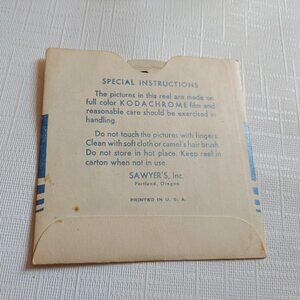 SPECIAL INSTRUCTIONS
The pictures in this reel are made on
full color KODACHROME film and
reasonable care should be exercised in
handling.
Do not touch the pictures with fingers.
Clean with soft cloth or camel's hair brush.
Do not store in hot place. Keep reel in
carton when not in use.
SAWYER'S, Inc.
Portland, Oregon
PRINTED IN U. S. A.